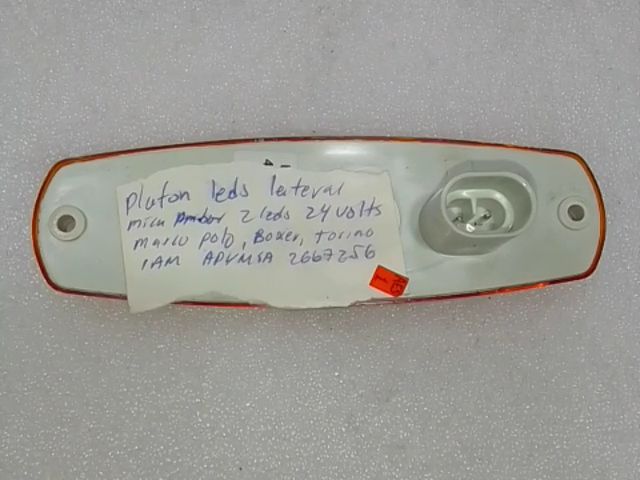 plafon leds lateral
mica Ambar 2 leds 24 volts
marco polo, Boxer, torino
IAM APVMSA 2667256